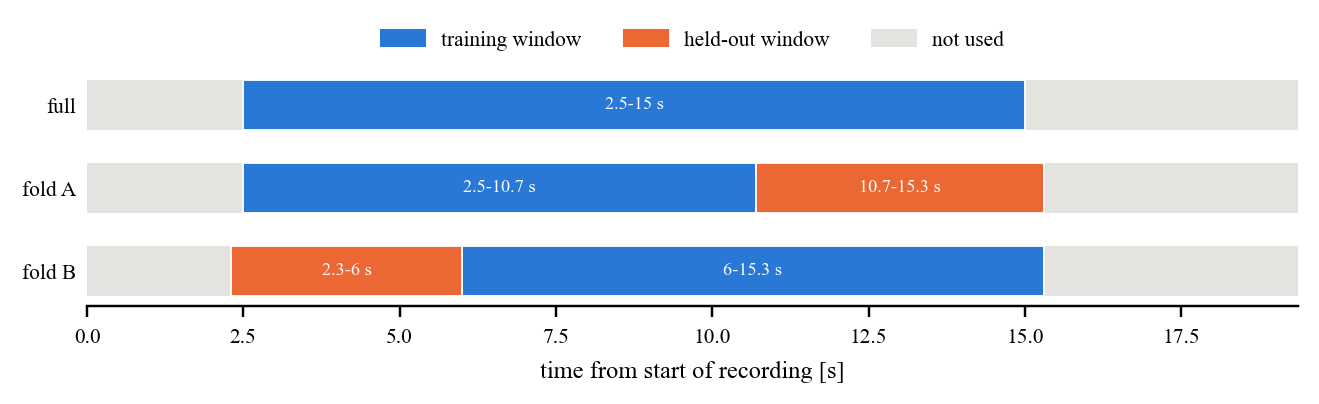 training window held-out window not used
full 2.5-15 s
fold A 2.5-10.7 s 10.7-15.3 s
fold B 2.3-6 s 6-15.3 s
0.0 2.5 5.0 7.5 10.0 12.5 15.0 17.5
time from start of recording [s]